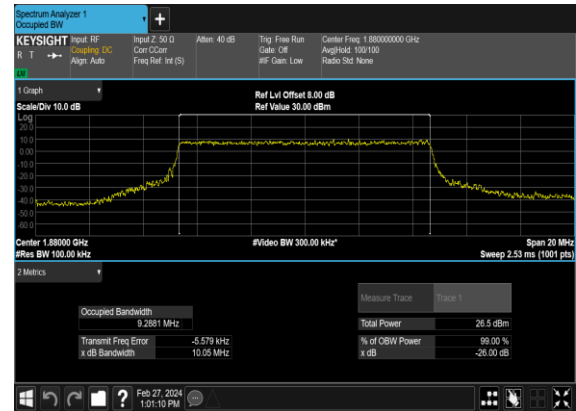 Spectrum Analyzer 1
Occupied BW
+
KEYSIGHT Input: RF Input Z: 50 Ω Atten: 40 dB Trig: Free Run Center Freq: 1.880000000 GHz
R T Coupling: DC Corr CCorr Gate: Off Avg|Hold: 100/100
Align: Auto Freq Ref: Int (S) #IF Gain: Low Radio Std: None
1 Graph
Ref Lvl Offset 8.00 dB
Scale/Div 10.0 dB Ref Value 30.00 dBm
Log
20.0
10.0
0.00
-10.0
-20.0
-30.0
-40.0
-50.0
-60.0
Center 1.88000 GHz #Video BW 300.00 kHz* Span 20 MHz
#Res BW 100.00 kHz Sweep 2.53 ms (1001 pts)
2 Metrics
Measure Trace Trace 1
Occupied Bandwidth
9.2881 MHz Total Power 26.5 dBm
Transmit Freq Error -5.579 kHz % of OBW Power 99.00 %
x dB Bandwidth 10.05 MHz x dB -26.00 dB
? Feb 27, 2024
1:01:10 PM